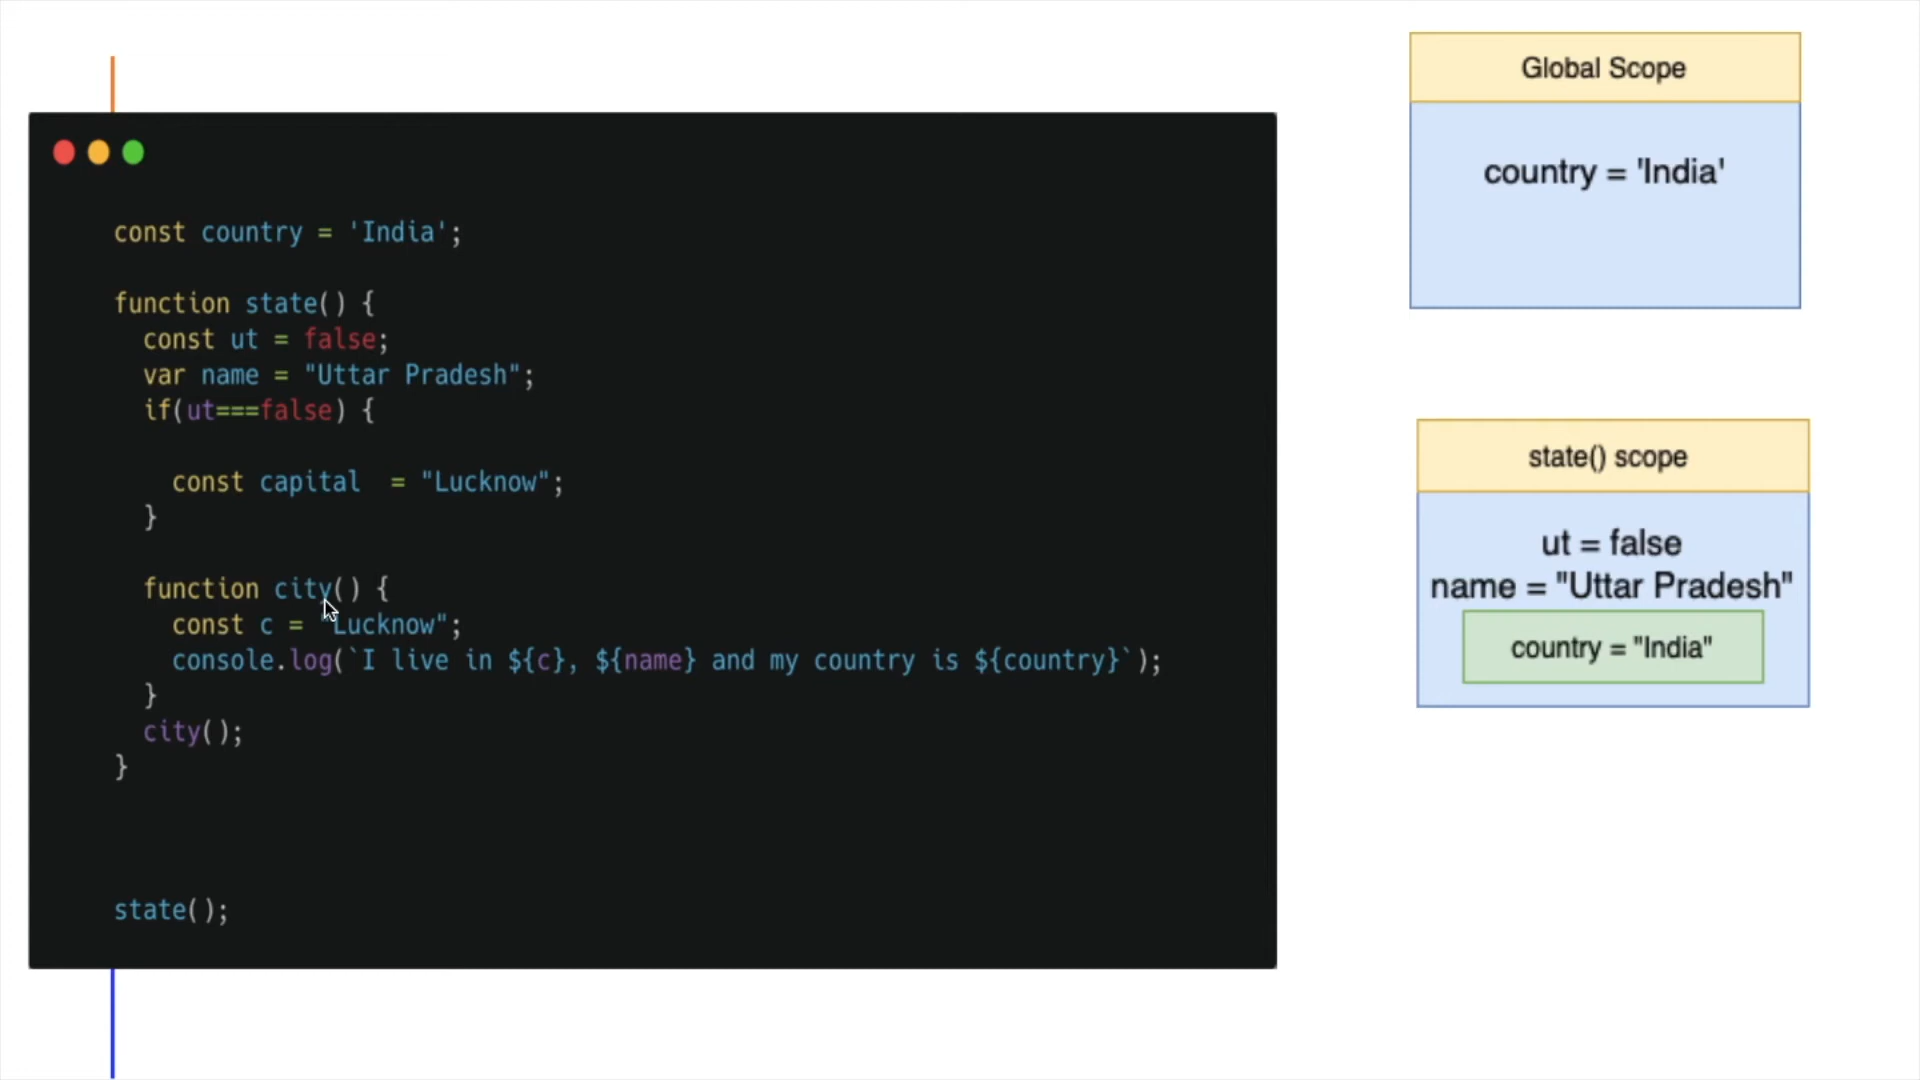 const country = 'India';
function state() {
const ut = false;
var name = "Uttar Pradesh";
if(ut===false) {
const capital  = "Lucknow";
}
function city() {
const c = "Lucknow";
console.log(`I live in ${c}, ${name} and my country is ${country}`);
}
city();
}
state();
Global Scope
country = 'India'
state() scope
ut = false
name = "Uttar Pradesh"
country = "India"